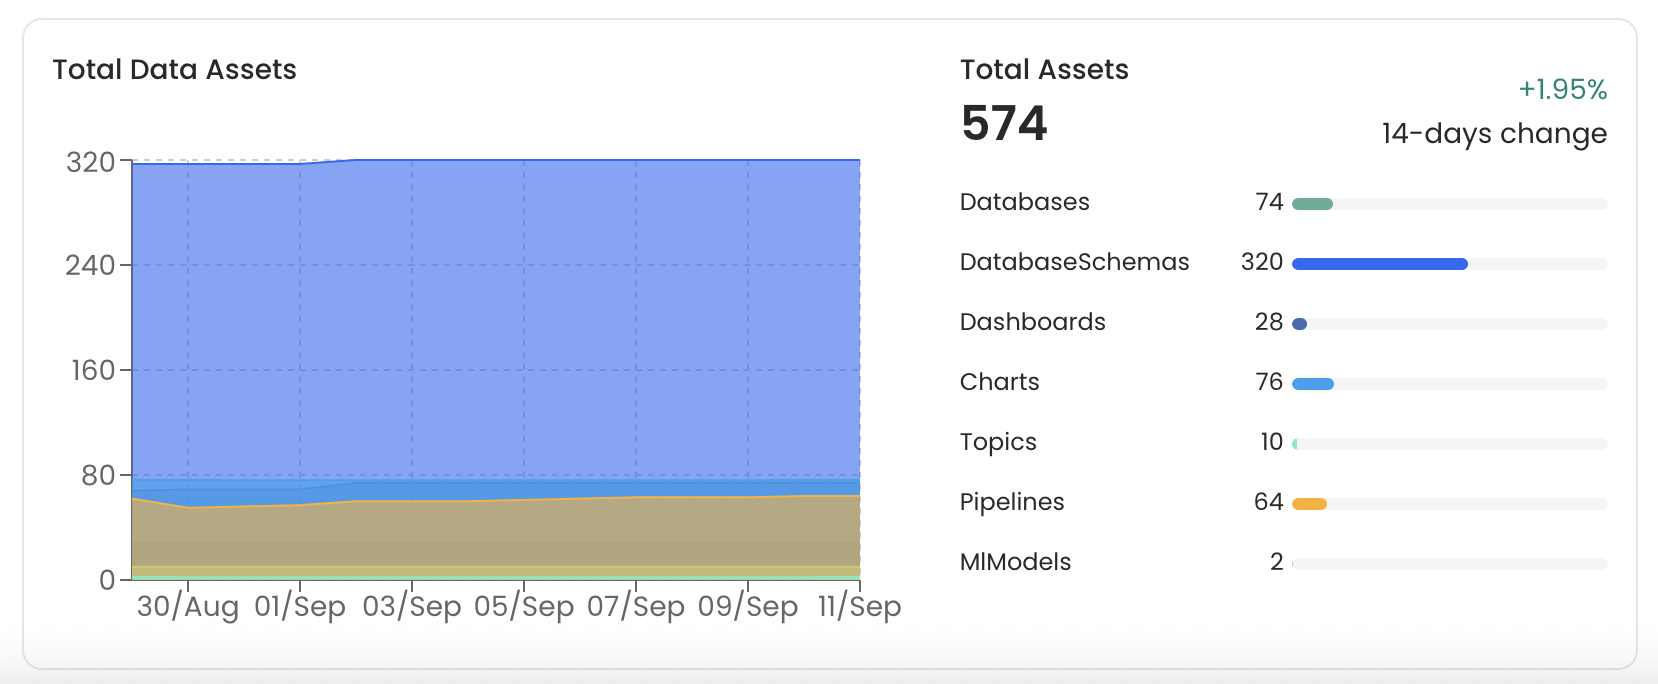 Total Data Assets
320
240
160
80
0
30/Aug 01/Sep 03/Sep 05/Sep 07/Sep 09/Sep 11/Sep
Total Assets
574
+1.95%
14-days change
Databases 74
DatabaseSchemas 320
Dashboards 28
Charts 76
Topics 10
Pipelines 64
MlModels 2